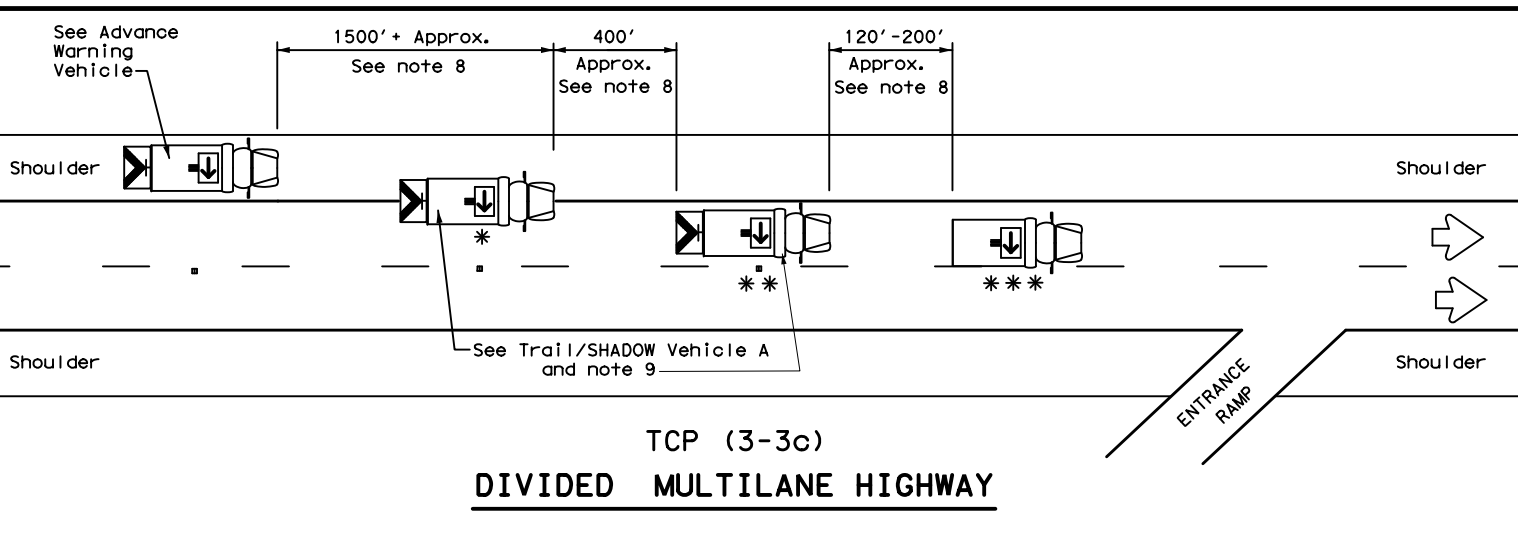 See Advance
Warning
Vehicle
1500'+ Approx.
See note 8
400'
Approx.
See note 8
120'-200'
Approx.
See note 8
Shoulder
Shoulder
*
**
***
See Trail/SHADOW Vehicle A
and note 9
Shoulder
Shoulder
ENTRANCE
RAMP
TCP (3-3c)
DIVIDED MULTILANE HIGHWAY